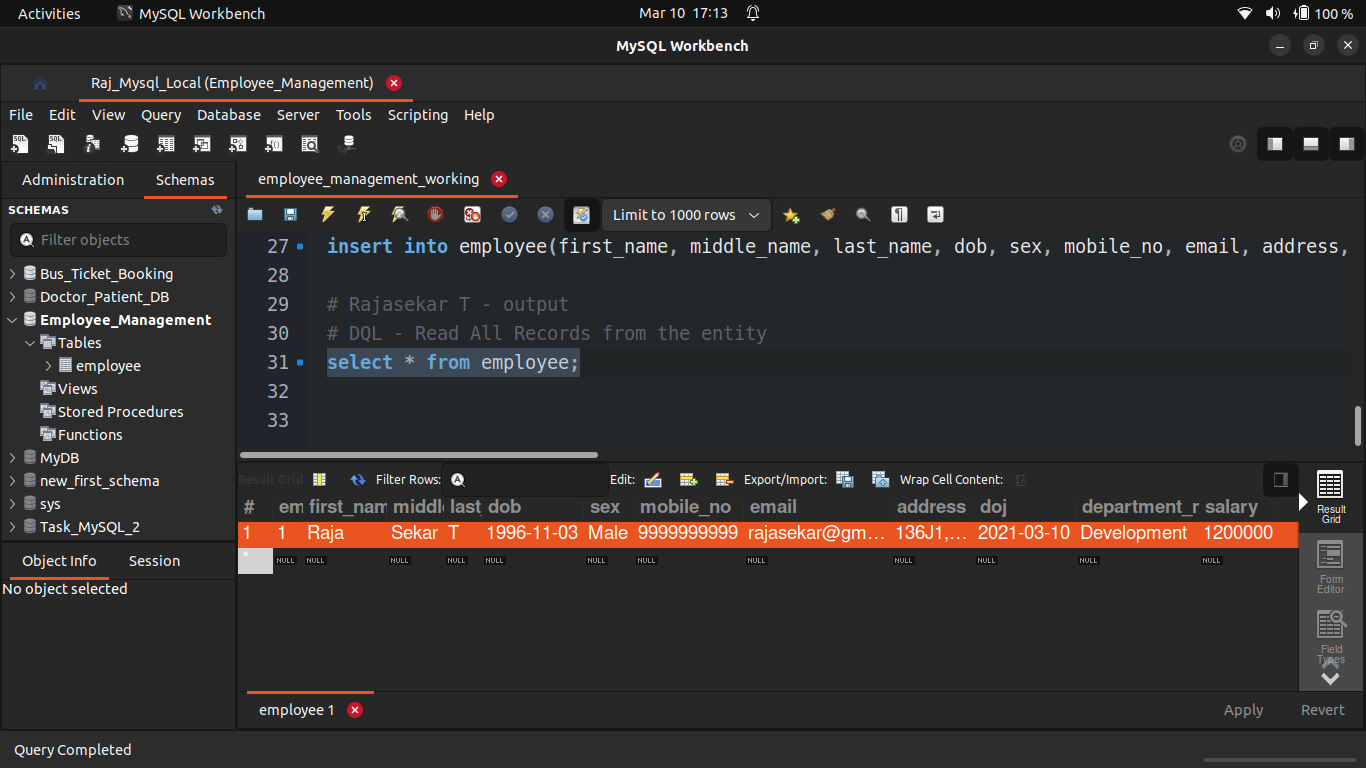 Activities MySQL Workbench Mar 10 17:13 100 %
MySQL Workbench
Raj_Mysql_Local (Employee_Management)
File Edit View Query Database Server Tools Scripting Help
Administration Schemas
SCHEMAS
Filter objects
Bus_Ticket_Booking
Doctor_Patient_DB
Employee_Management
Tables
employee
Views
Stored Procedures
Functions
MyDB
new_first_schema
sys
Task_MySQL_2
Object Info Session
No object selected
employee_management_working
Limit to 1000 rows
27 insert into employee(first_name, middle_name, last_name, dob, sex, mobile_no, email, address,
28
29 # Rajasekar T - output
30 # DQL - Read All Records from the entity
31 select * from employee;
32
33
Result Grid Filter Rows: Edit: Export/Import: Wrap Cell Content:
# em first_nam middl last_ dob sex mobile_no email address doj department_r salary
1 1 Raja Sekar T 1996-11-03 Male 9999999999 rajasekar@gm... 136J1,... 2021-03-10 Development 1200000
* NULL NULL NULL NULL NULL NULL NULL NULL NULL NULL NULL NULL
Result
Grid
Form
Editor
Field
Types
employee 1 Apply Revert
Query Completed